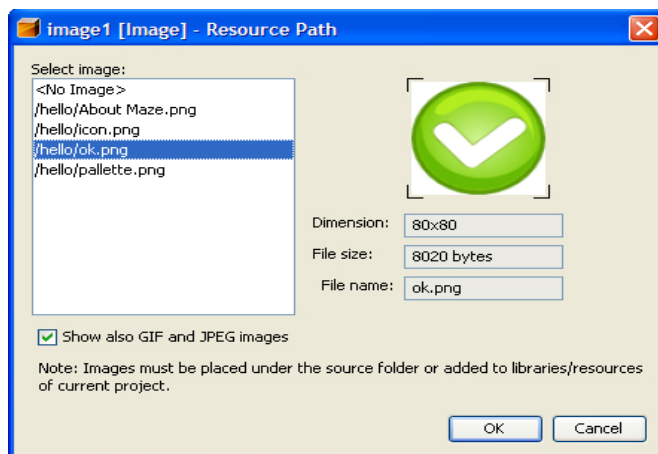 image1 [Image] - Resource Path
Select image:
<No Image>
/hello/About Maze.png
/hello/icon.png
/hello/ok.png
/hello/pallette.png
Dimension: 80x80
File size: 8020 bytes
File name: ok.png
Show also GIF and JPEG images
Note: Images must be placed under the source folder or added to libraries/resources
of current project.
OK Cancel